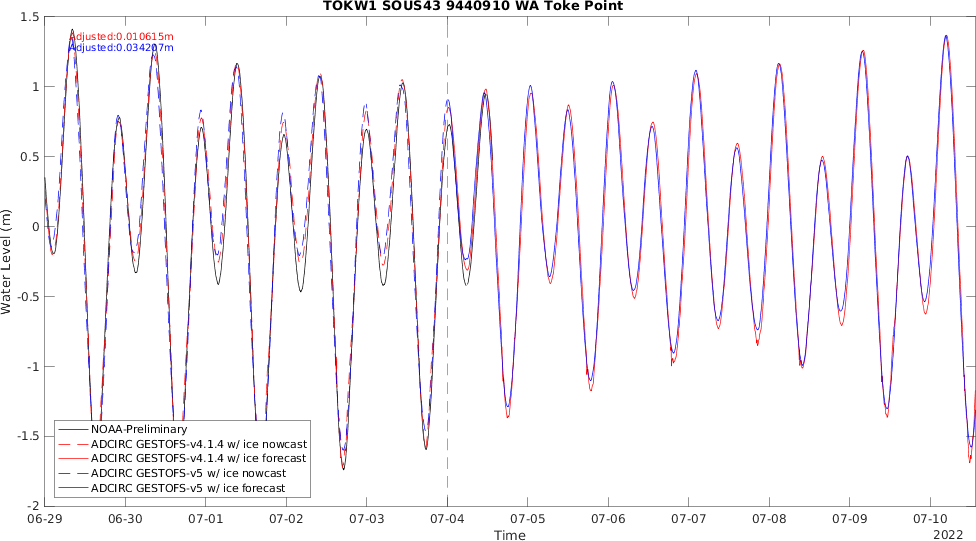 TOKW1 SOUS43 9440910 WA Toke Point
Adjusted:0.010615m
Adjusted:0.034207m
Water Level (m)
1.5
1
0.5
0
-0.5
-1
-1.5
-2
NOAA-Preliminary
ADCIRC GESTOFS-v4.1.4 w/ ice nowcast
ADCIRC GESTOFS-v4.1.4 w/ ice forecast
ADCIRC GESTOFS-v5 w/ ice nowcast
ADCIRC GESTOFS-v5 w/ ice forecast
06-29 06-30 07-01 07-02 07-03 07-04 07-05 07-06 07-07 07-08 07-09 07-10
Time
2022